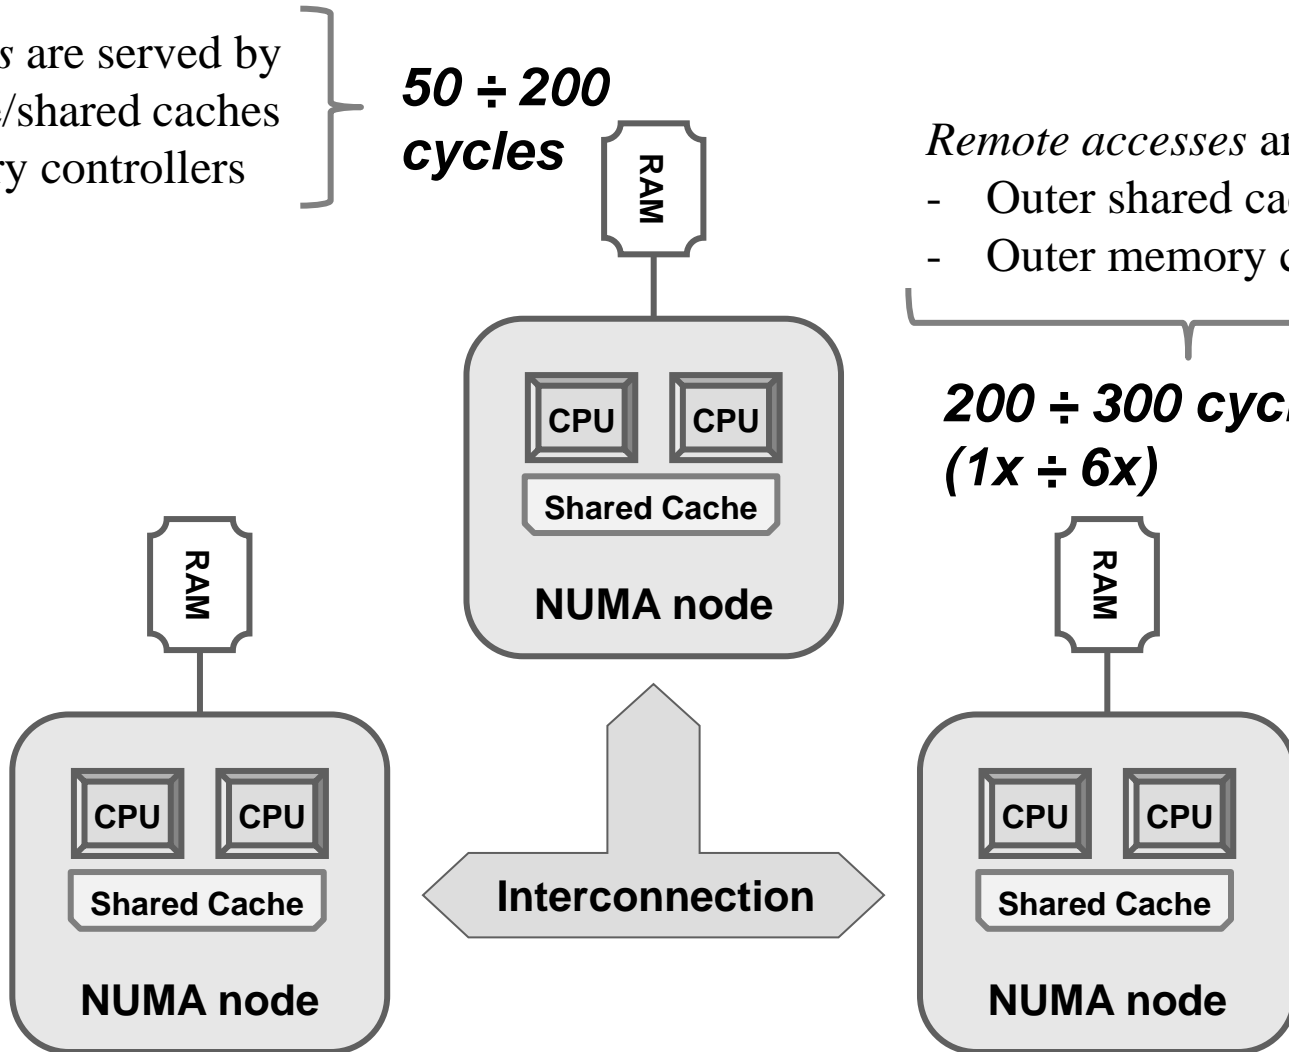 s are served by
e/shared caches
ry controllers
50 ÷ 200
cycles
Remote accesses ar
- Outer shared cac
- Outer memory c
200 ÷ 300 cycl
(1x ÷ 6x)
RAM
CPU CPU
Shared Cache
NUMA node
RAM
CPU CPU
Shared Cache
NUMA node
Interconnection
RAM
CPU CPU
Shared Cache
NUMA node